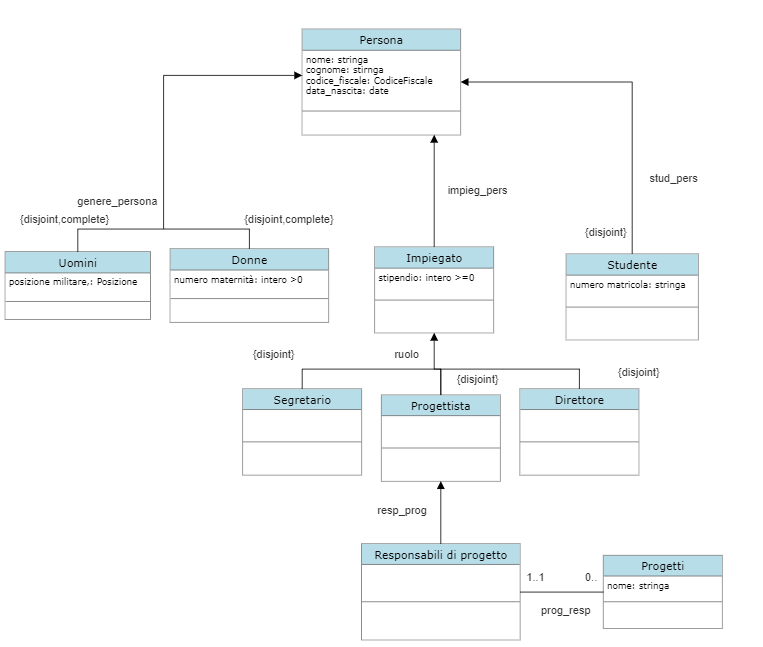 Persona
nome: stringa
cognome: stirnga
codice_fiscale: CodiceFiscale
data_nascita: date
genere_persona
impieg_pers
stud_pers
{disjoint,complete}
{disjoint,complete}
{disjoint}
Uomini
posizione militare,: Posizione
Donne
numero maternità: intero >0
Impiegato
stipendio: intero >=0
Studente
numero matricola: stringa
{disjoint}
ruolo
{disjoint}
{disjoint}
Segretario
Progettista
Direttore
resp_prog
Responsabili di progetto
1..1
0..
prog_resp
Progetti
nome: stringa